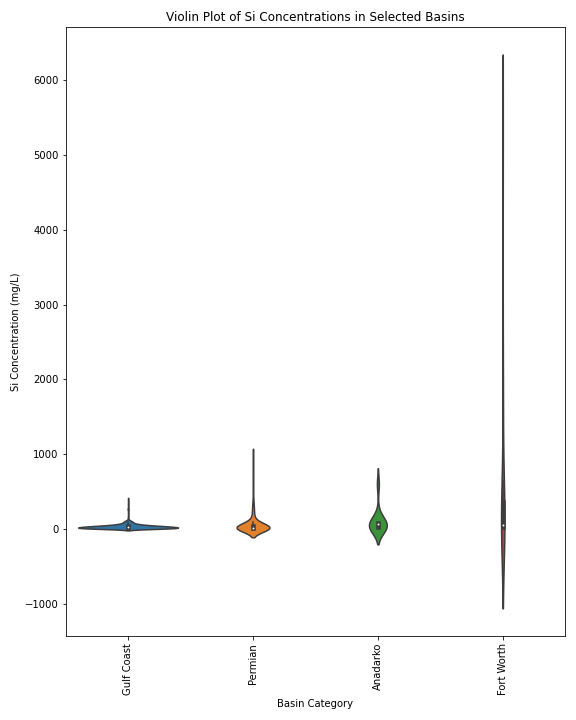 Violin Plot of Si Concentrations in Selected Basins
6000
5000
4000
3000
2000
1000
0
−1000
Si Concentration (mg/L)
Gulf Coast
Permian
Anadarko
Fort Worth
Basin Category